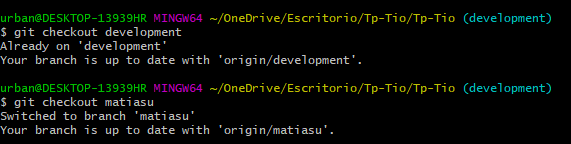 urban@DESKTOP-13939HR MINGW64 ~/OneDrive/Escritorio/Tp-Tio/Tp-Tio (development)
$ git checkout development
Already on 'development'
Your branch is up to date with 'origin/development'.
urban@DESKTOP-13939HR MINGW64 ~/OneDrive/Escritorio/Tp-Tio/Tp-Tio (development)
$ git checkout matiasu
Switched to branch 'matiasu'
Your branch is up to date with 'origin/matiasu'.